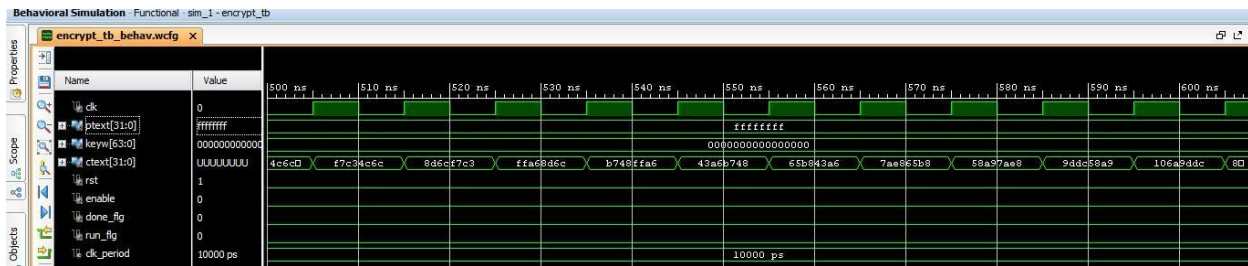 Behavioral Simulation - Functional - sim_1 - encrypt_tb
encrypt_tb_behav.wcfg
Properties
Scope
Objects
Name Value
500 ns 510 ns 520 ns 530 ns 540 ns 550 ns 560 ns 570 ns 580 ns 590 ns 600 ns
clk 0
ptext[31:0] ffffffff ffffffff
keyw[63:0] 000000000000 0000000000000000
ctext[31:0] UUUUUUUU 4c6c f7c34c6c 8d6cf7c3 ffa68d6c b748ffa6 43a6b748 65b843a6 7ae865b8 58a97ae8 9ddc58a9 106a9ddc 8
rst 1
enable 0
done_flg 0
run_flg 0
clk_period 10000 ps 10000 ps